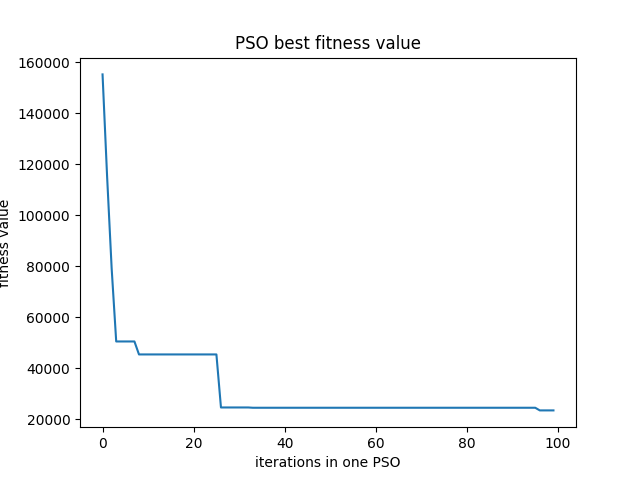 PSO best fitness value
160000
140000
120000
100000
80000
60000
40000
20000
fitness value
0 20 40 60 80 100
iterations in one PSO